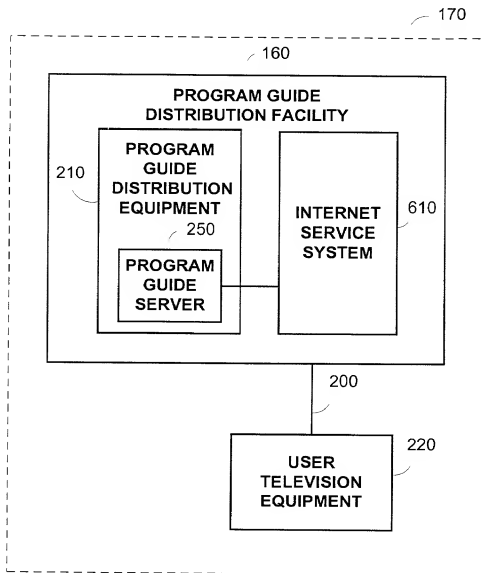 170
160
PROGRAM GUIDE
DISTRIBUTION FACILITY
210
PROGRAM
GUIDE
DISTRIBUTION
EQUIPMENT
250
PROGRAM
GUIDE
SERVER
INTERNET
SERVICE
SYSTEM
610
200
USER
TELEVISION
EQUIPMENT
220